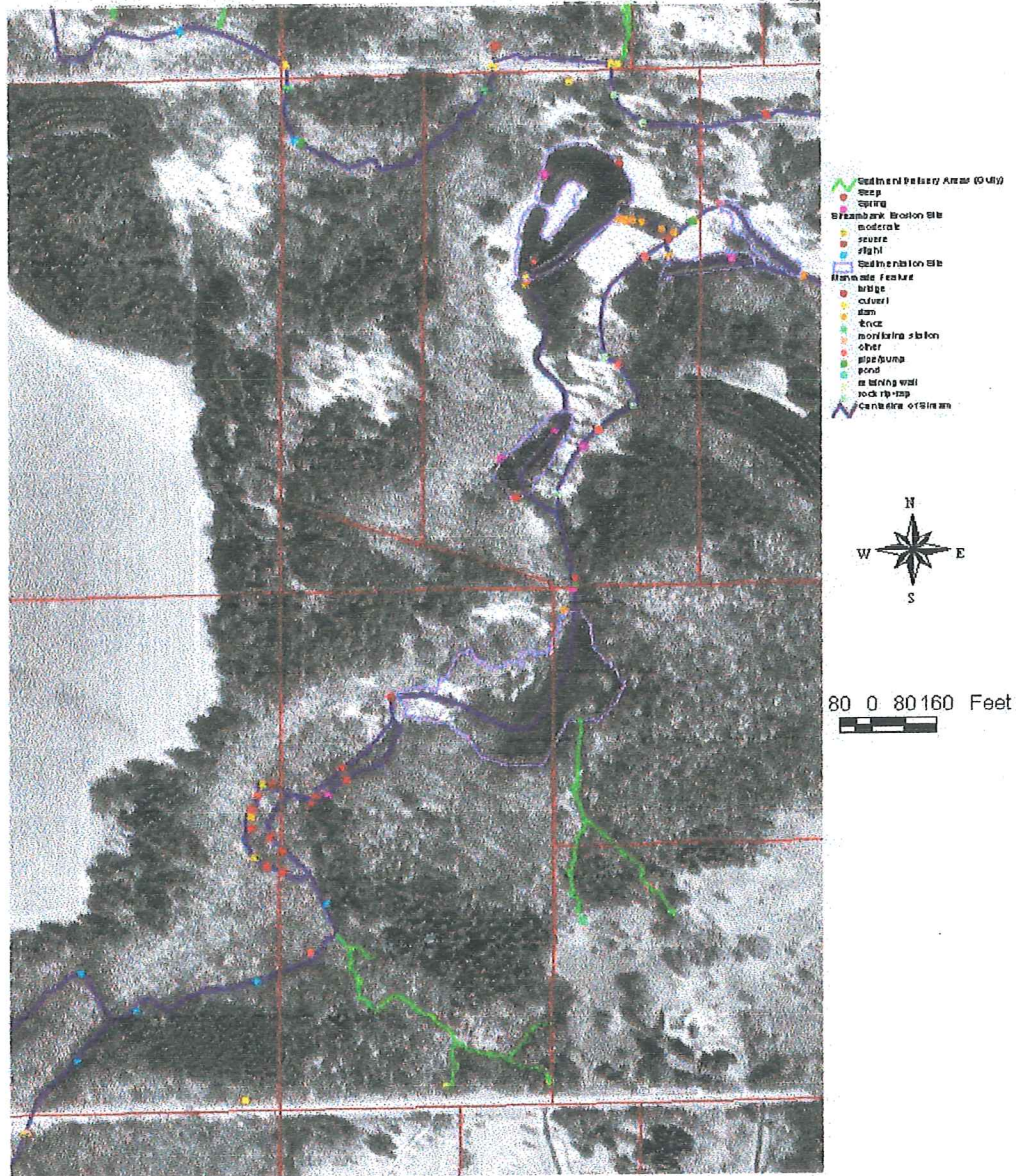 Sediment Delivery Areas (Gully)
Seep
Spring
Streambank Erosion Site
moderate
severe
slight
Sedimentation Site
Manmade Feature
bridge
culvert
dam
fence
monitoring station
other
pipe/pump
pond
retaining wall
rock rip-rap
Centerline of Stream
N
W E
S
80 0 80 160 Feet